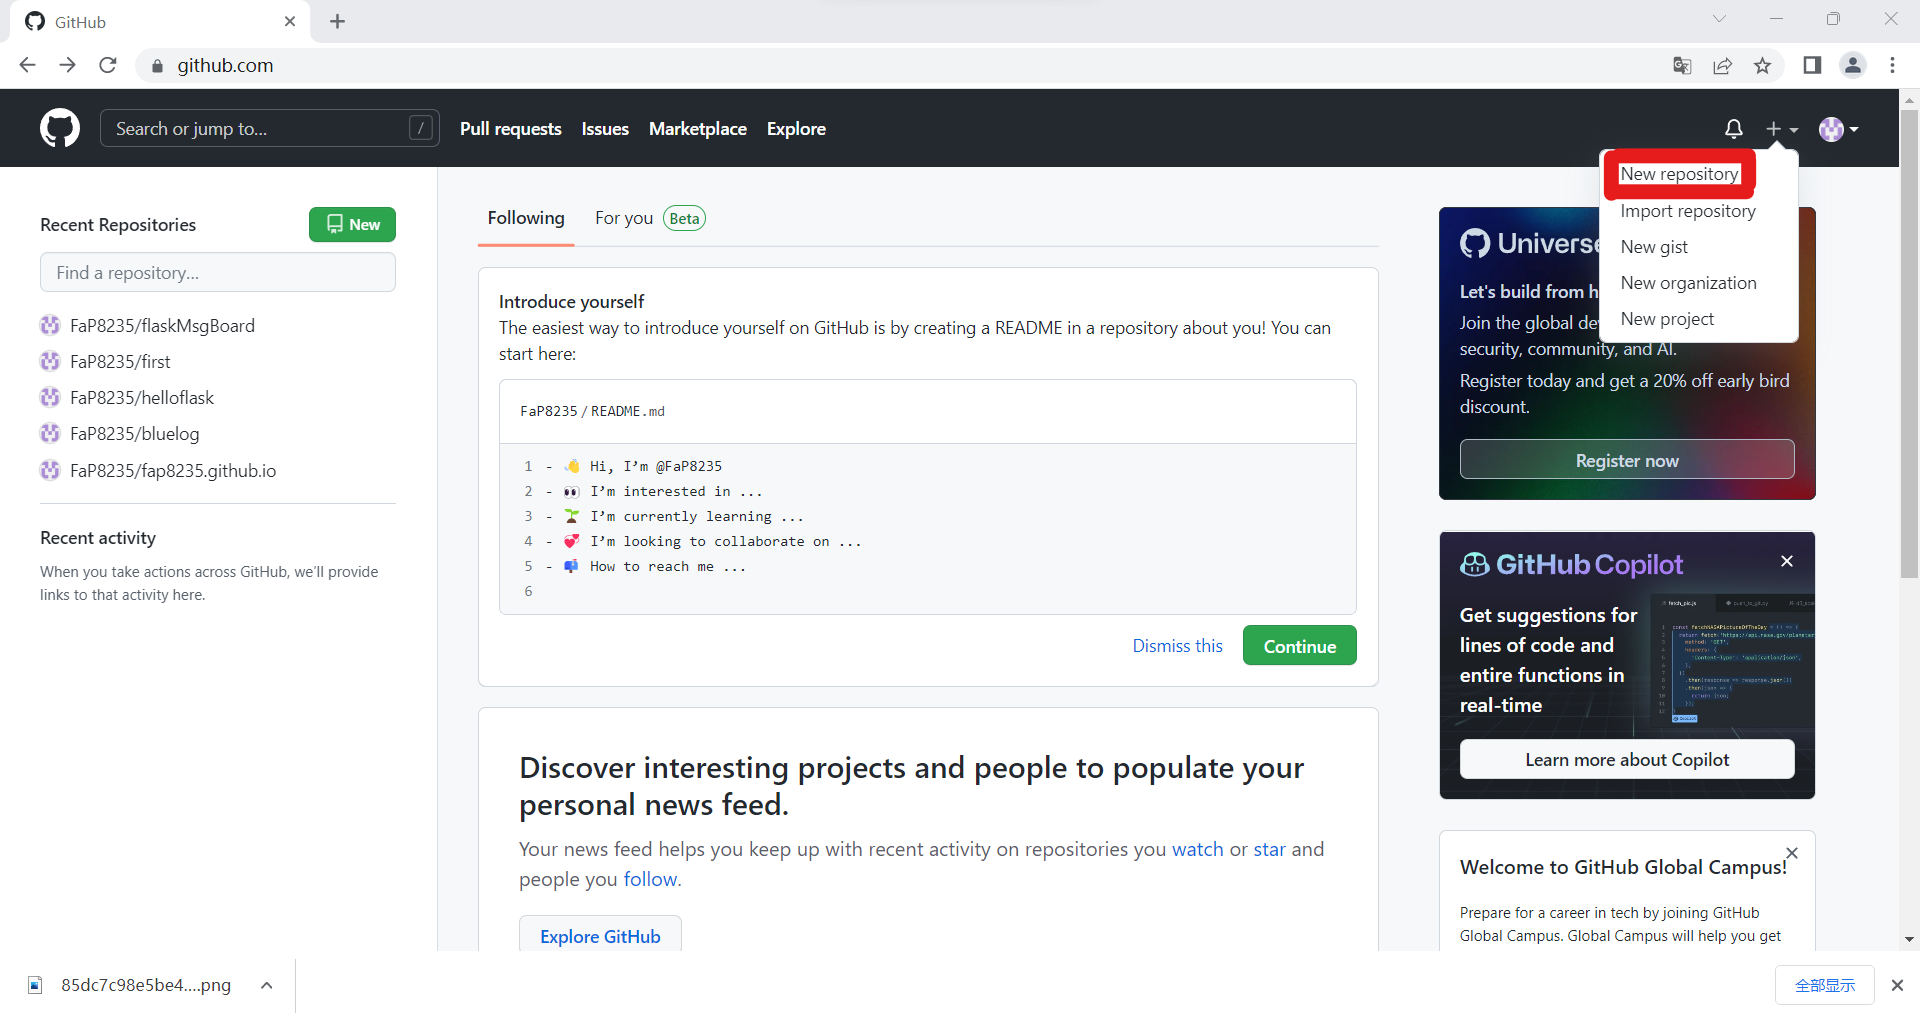 GitHub
github.com
Search or jump to...
/
Pull requests
Issues
Marketplace
Explore
New repository
Import repository
New gist
New organization
New project
Recent Repositories
New
Find a repository...
FaP8235/flaskMsgBoard
FaP8235/first
FaP8235/helloflask
FaP8235/bluelog
FaP8235/fap8235.github.io
Recent activity
When you take actions across GitHub, we'll provide
links to that activity here.
Following
For you
Beta
Introduce yourself
The easiest way to introduce yourself on GitHub is by creating a README in a repository about you! You can
start here:
FaP8235/README.md
1 - 👋 Hi, I’m @FaP8235
2 - 👀 I’m interested in ...
3 - 🌱 I’m currently learning ...
4 - 💞️ I’m looking to collaborate on ...
5 - 📫 How to reach me ...
6
Dismiss this
Continue
Discover interesting projects and people to populate your
personal news feed.
Your news feed helps you keep up with recent activity on repositories you watch or star and
people you follow.
Explore GitHub
Universe
Let's build from h
Join the global de
security, community, and AI.
Register today and get a 20% off early bird
discount.
Register now
GitHub Copilot
Get suggestions for
lines of code and
entire functions in
real-time
Learn more about Copilot
Welcome to GitHub Global Campus!
Prepare for a career in tech by joining GitHub
Global Campus. Global Campus will help you get
85dc7c98e5be4....png
全部显示